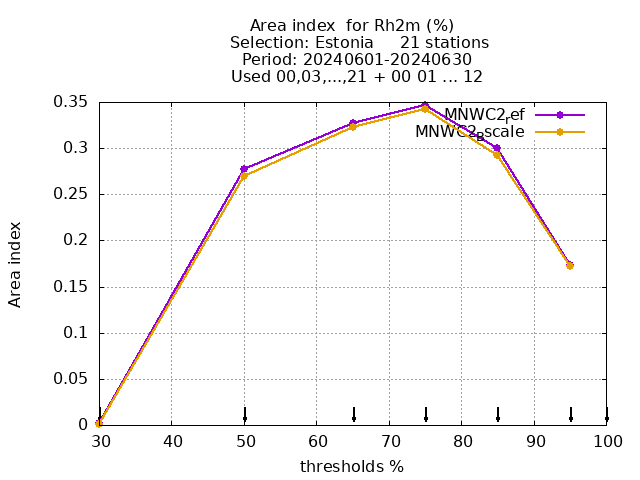 Area index  for Rh2m (%)
Selection: Estonia     21 stations
Period: 20240601-20240630
Used 00,03,...,21 + 00 01 ... 12
MNWC2_ref
MNWC2_Bscale
0.35
0.3
0.25
0.2
0.15
0.1
0.05
0
Area index
30 40 50 60 70 80 90 100
thresholds %